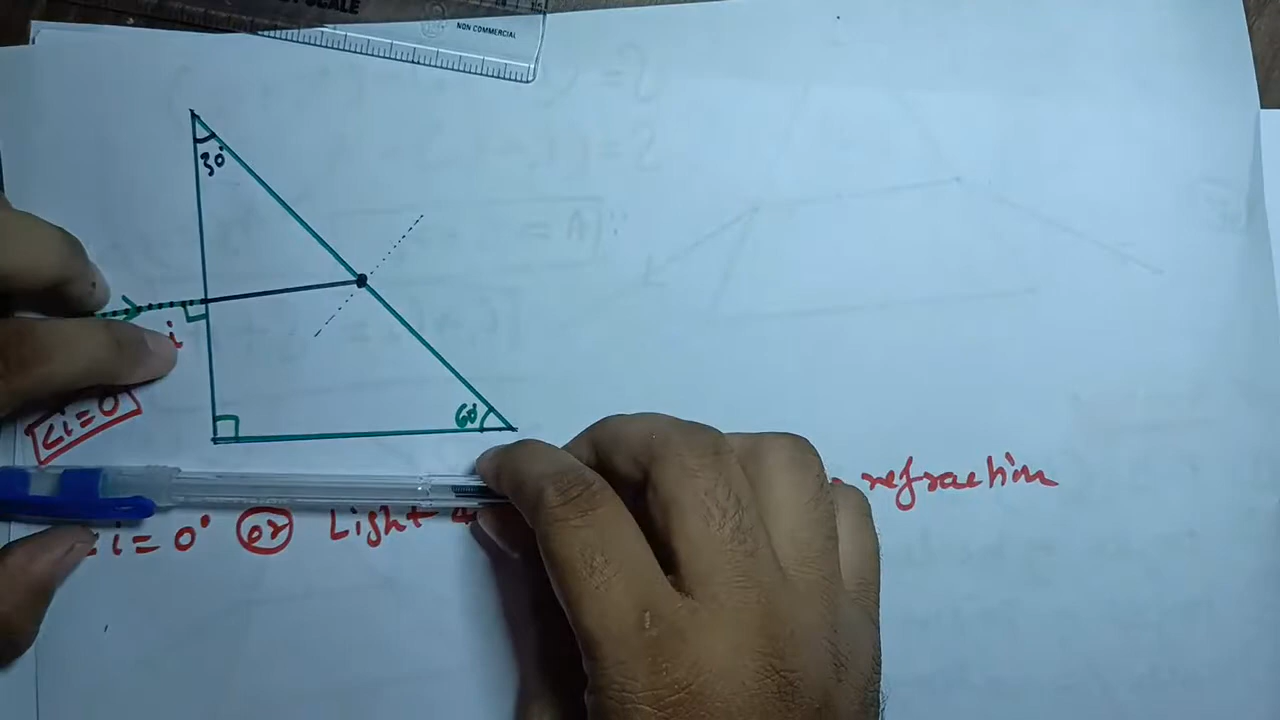 NON COMMERCIAL
30°
i
∠i=0
60
i=0° or Light
refraction